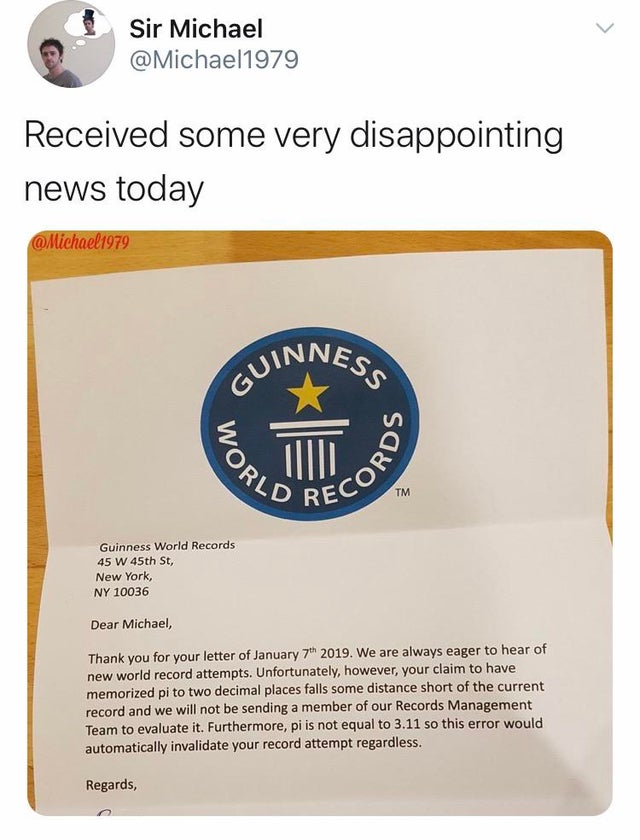 Sir Michael
@Michael1979
Received some very disappointing
news today
@Michael1979
GUINNESS
WORLD RECORDS
TM
Guinness World Records
45 W 45th St,
New York,
NY 10036
Dear Michael,
Thank you for your letter of January 7th 2019. We are always eager to hear of
new world record attempts. Unfortunately, however, your claim to have
memorized pi to two decimal places falls some distance short of the current
record and we will not be sending a member of our Records Management
Team to evaluate it. Furthermore, pi is not equal to 3.11 so this error would
automatically invalidate your record attempt regardless.
Regards,